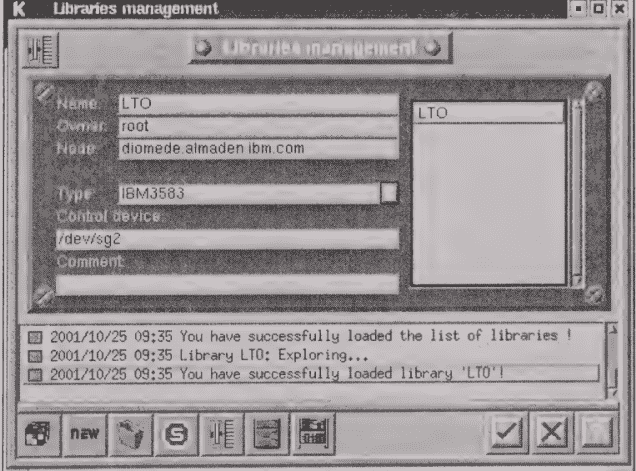 K Libraries management
Libraries management
Name: LTO
Owner: root
Node: diomede.almaden.ibm.com
Type: IBM3583
Control device:
/dev/sg2
Comment:
LTO
2001/10/25 09:35 You have successfully loaded the list of libraries !
2001/10/25 09:35 Library LTO: Exploring...
2001/10/25 09:35 You have successfully loaded library 'LTO'!
NEW
S